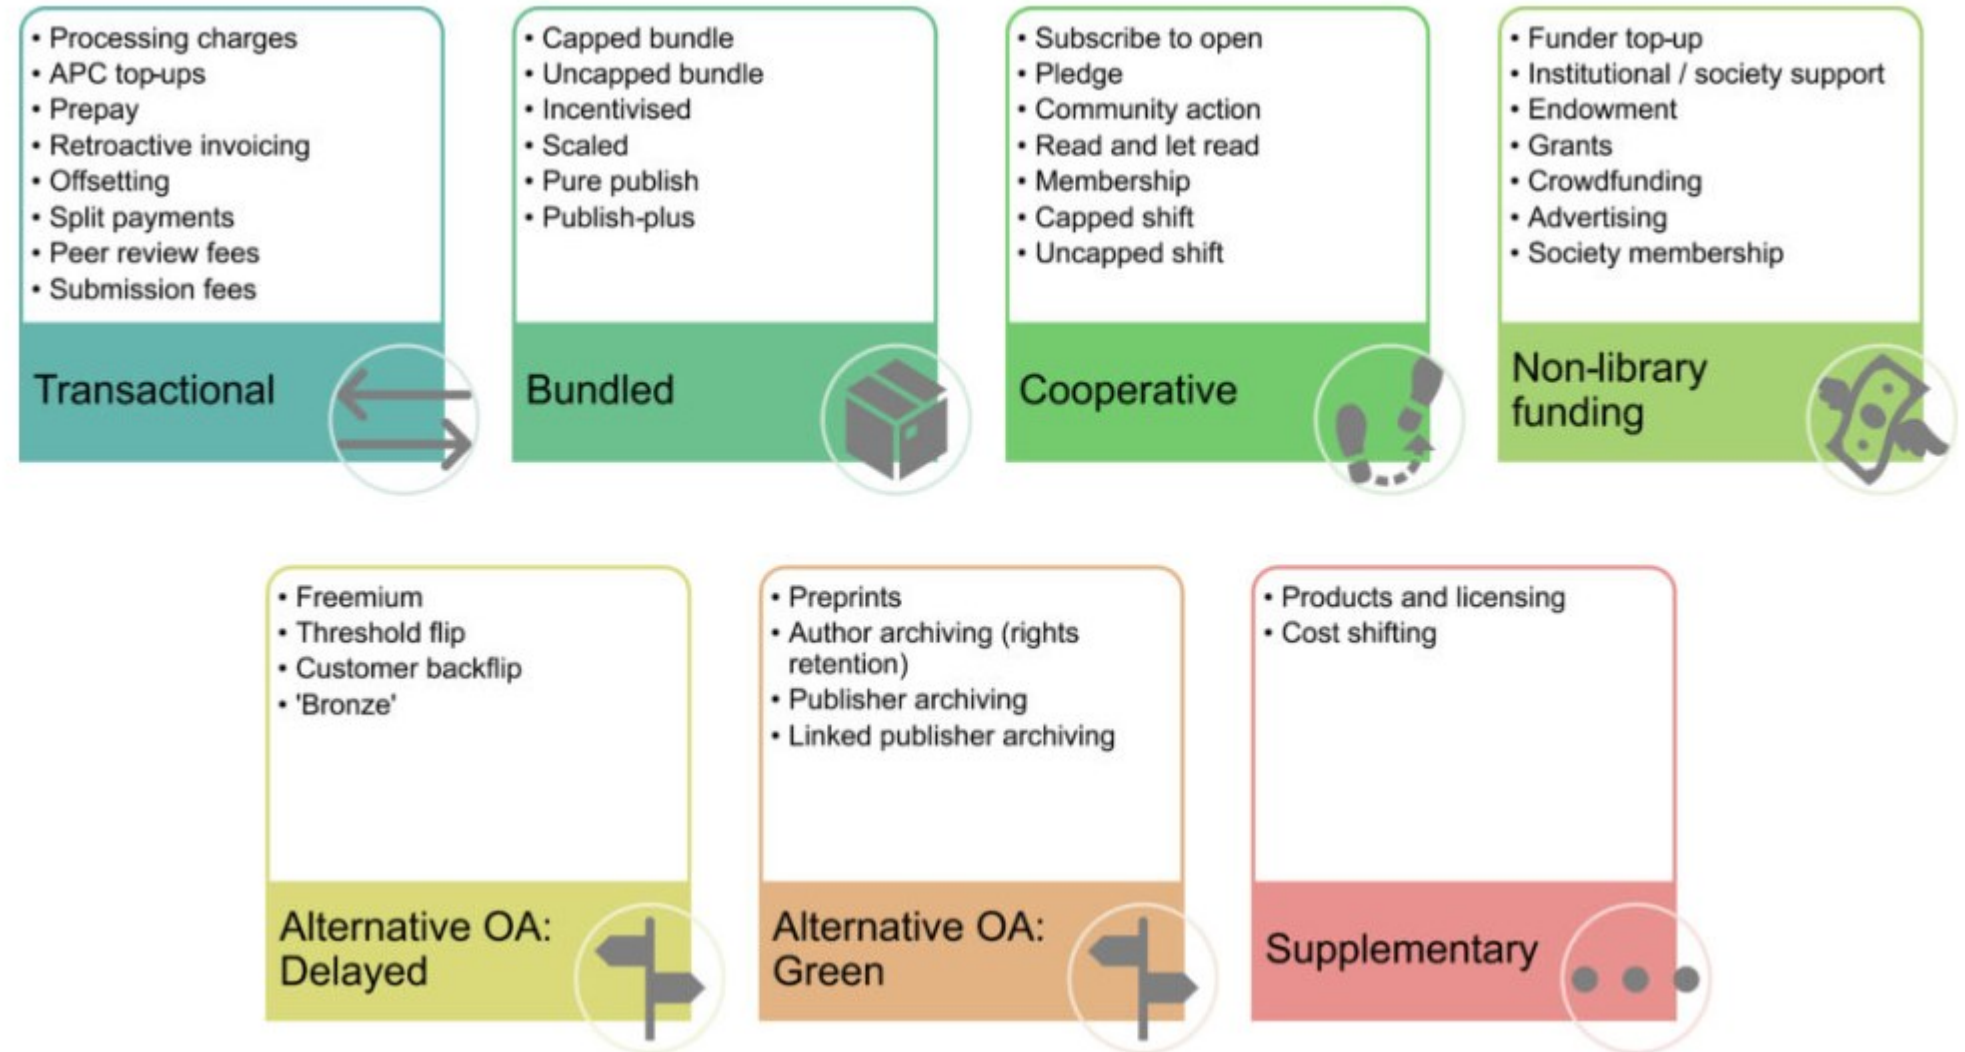 • Processing charges
• APC top-ups
• Prepay
• Retroactive invoicing
• Offsetting
• Split payments
• Peer review fees
• Submission fees
Transactional
• Capped bundle
• Uncapped bundle
• Incentivised
• Scaled
• Pure publish
• Publish-plus
Bundled
• Subscribe to open
• Pledge
• Community action
• Read and let read
• Membership
• Capped shift
• Uncapped shift
Cooperative
• Funder top-up
• Institutional / society support
• Endowment
• Grants
• Crowdfunding
• Advertising
• Society membership
Non-library
funding
• Freemium
• Threshold flip
• Customer backflip
• 'Bronze'
Alternative OA:
Delayed
• Preprints
• Author archiving (rights
retention)
• Publisher archiving
• Linked publisher archiving
Alternative OA:
Green
• Products and licensing
• Cost shifting
Supplementary